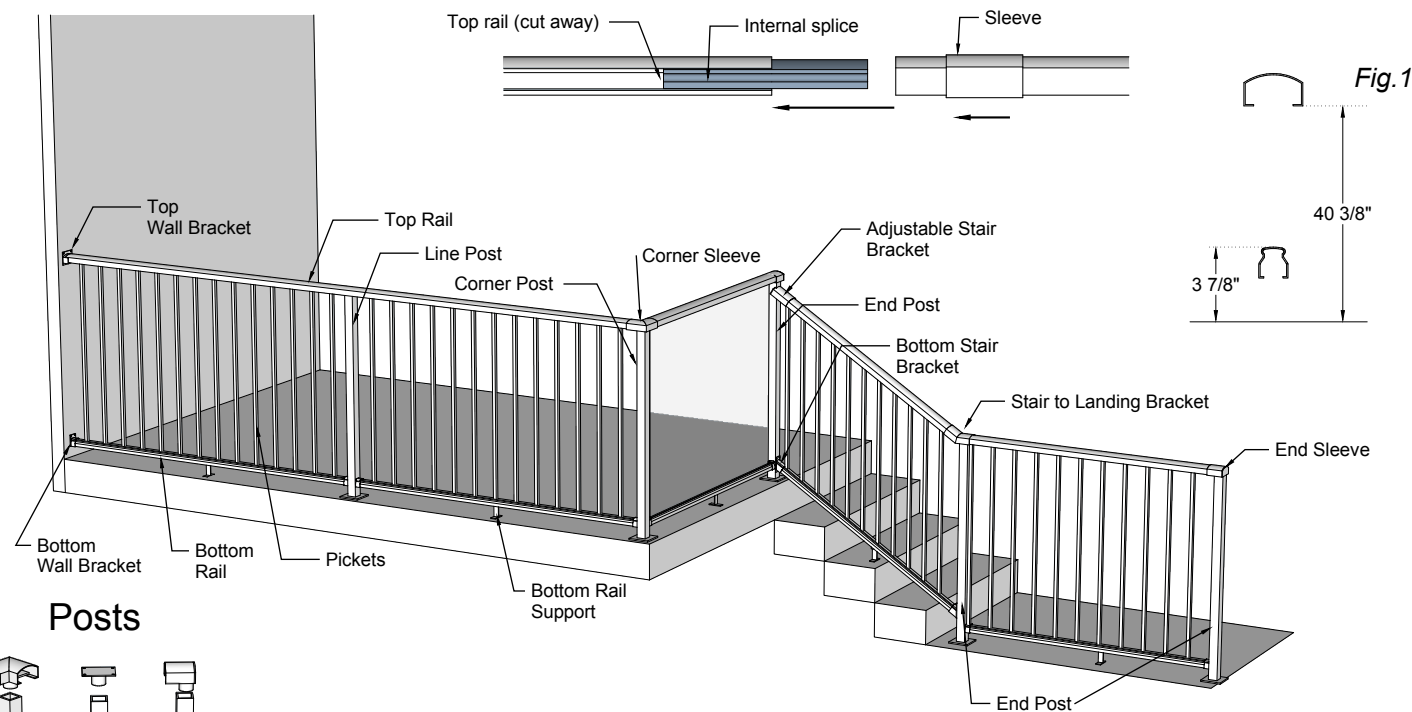 Top rail (cut away)
Internal splice
Sleeve
Fig.1
40 3/8"
3 7/8"
Top
Wall Bracket
Top Rail
Line Post
Corner Post
Corner Sleeve
Adjustable Stair
Bracket
End Post
Bottom Stair
Bracket
Stair to Landing Bracket
End Sleeve
Bottom
Wall Bracket
Bottom
Rail
Pickets
Bottom Rail
Support
End Post
Posts